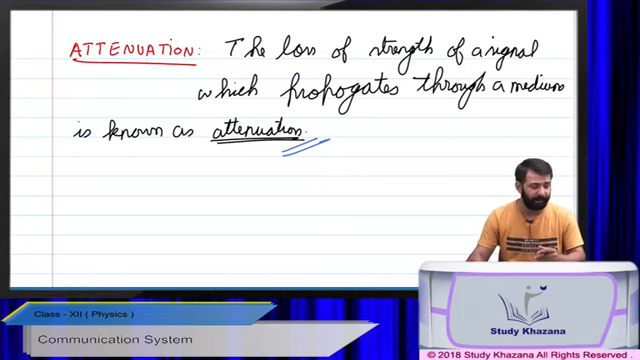 ATTENUATION: The loss of strength of a signal
which propogates through a medium
is known as attenuation.
Study Khazana
Class - XII ( Physics )
Communication System
© 2018 Study Khazana All Rights Reserved.